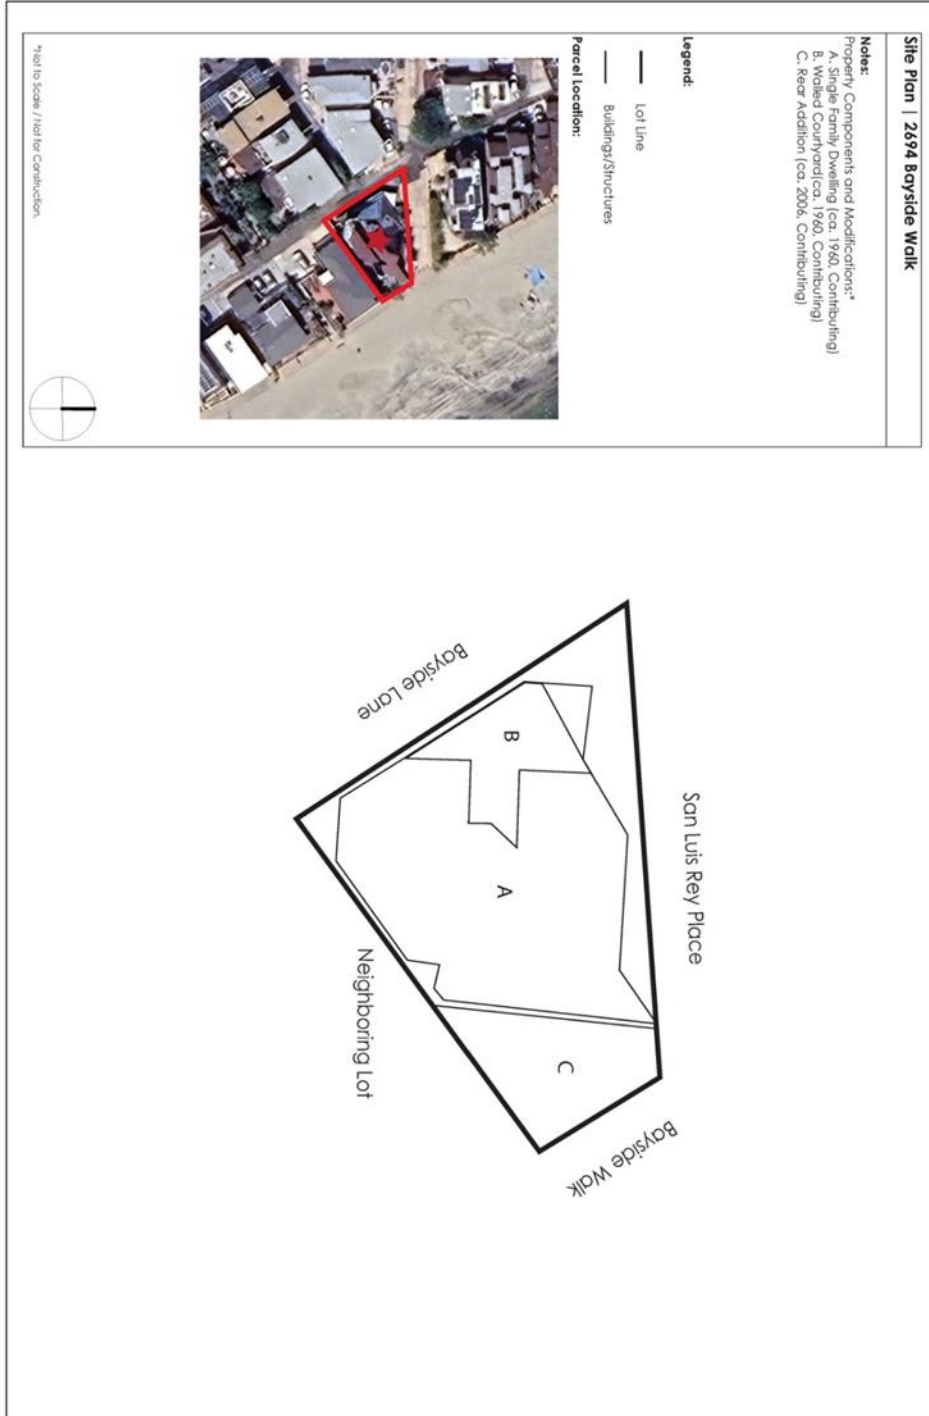 Site Plan | 2694 Bayside Walk
Notes:
Property Components and Modifications:*
A. Single Family Dwelling (ca. 1960, Contributing)
B. Walled Courtyard(ca. 1960, Contributing)
C. Rear Addition (ca. 2006, Contributing)
Legend:
Lot Line
Buildings/Structures
Parcel Location:
*Not to Scale / Not for Construction.
San Luis Rey Place
Bayside Lane
B
A
C
Neighboring Lot
Bayside Walk